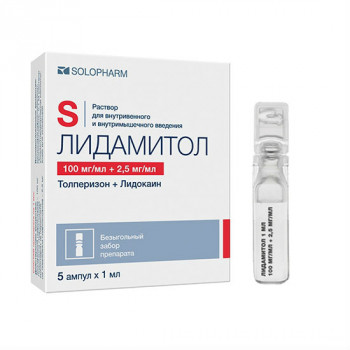 SOLOPHARM
S
Раствор
для внутривенного
и внутримышечного введения
ЛИДАМИТОЛ
100 мг/мл + 2,5 мг/мл
Толперизон + Лидокаин
Безыгольный
забор
препарата
5 ампул х 1 мл
ЛИДАМИТОЛ 1 МЛ
100 МГ/МЛ + 2,5 МГ/МЛ